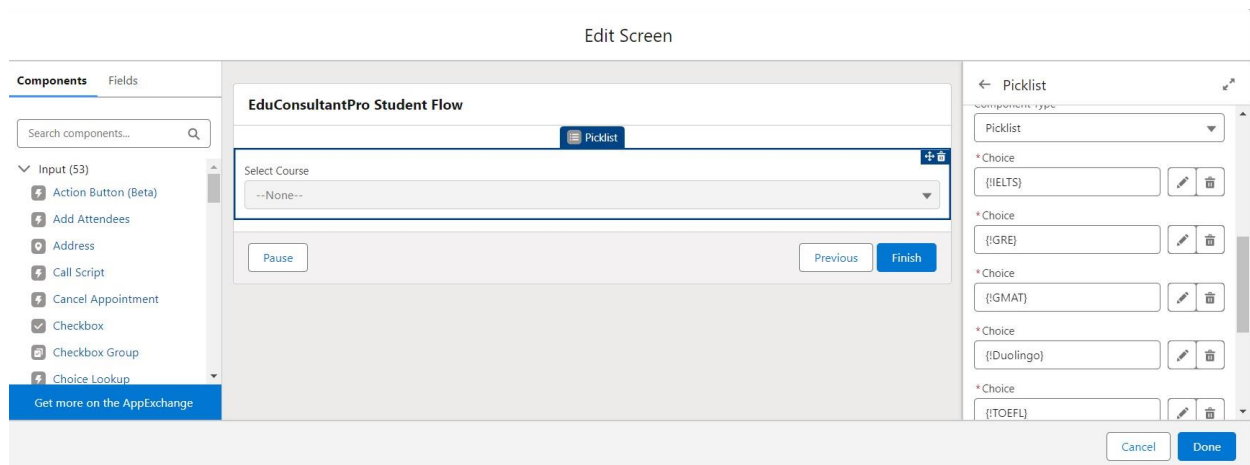 Edit Screen
Components Fields
Search components...
Input (53)
Action Button (Beta)
Add Attendees
Address
Call Script
Cancel Appointment
Checkbox
Checkbox Group
Choice Lookup
Get more on the AppExchange
EduConsultantPro Student Flow
Picklist
Select Course
--None--
Pause Previous Finish
Picklist
Component Type
Picklist
*Choice
{!IELTS}
*Choice
{!GRE}
*Choice
{!GMAT}
*Choice
{!Duolingo}
*Choice
{!TOEFL}
Cancel Done